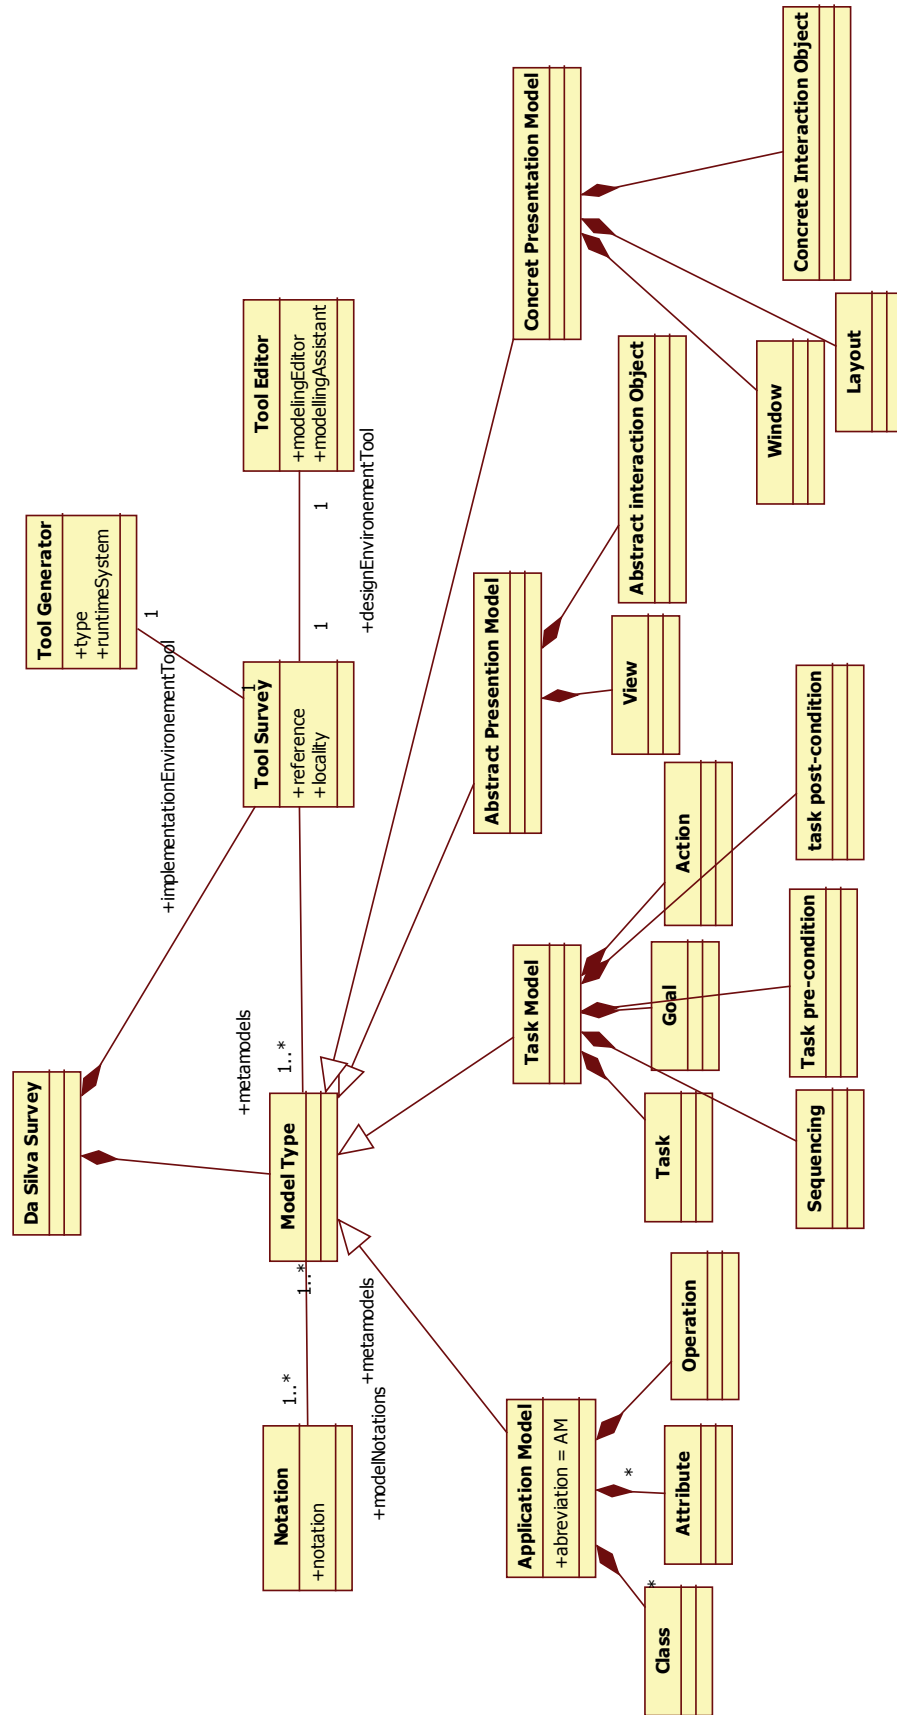 Da Silva Survey
Tool Generator
+type
+runtimeSystem
1
+implementationEnvironementTool
1
Tool Survey
+reference
+locality
Tool Editor
+modelingEditor
+modellingAssistant
1
1
+designEnvironementTool
Notation
+notation
1..*
+modelNotations
1..*
+metamodels
Model Type
+metamodels
1..*
Application Model
+abreviation = AM
Task Model
Abstract Presention Model
Concret Presentation Model
*
Class
*
Attribute
Operation
Task
Sequencing
Goal
Task pre-condition
Action
task post-condition
View
Abstract interaction Object
Window
Layout
Concrete Interaction Object